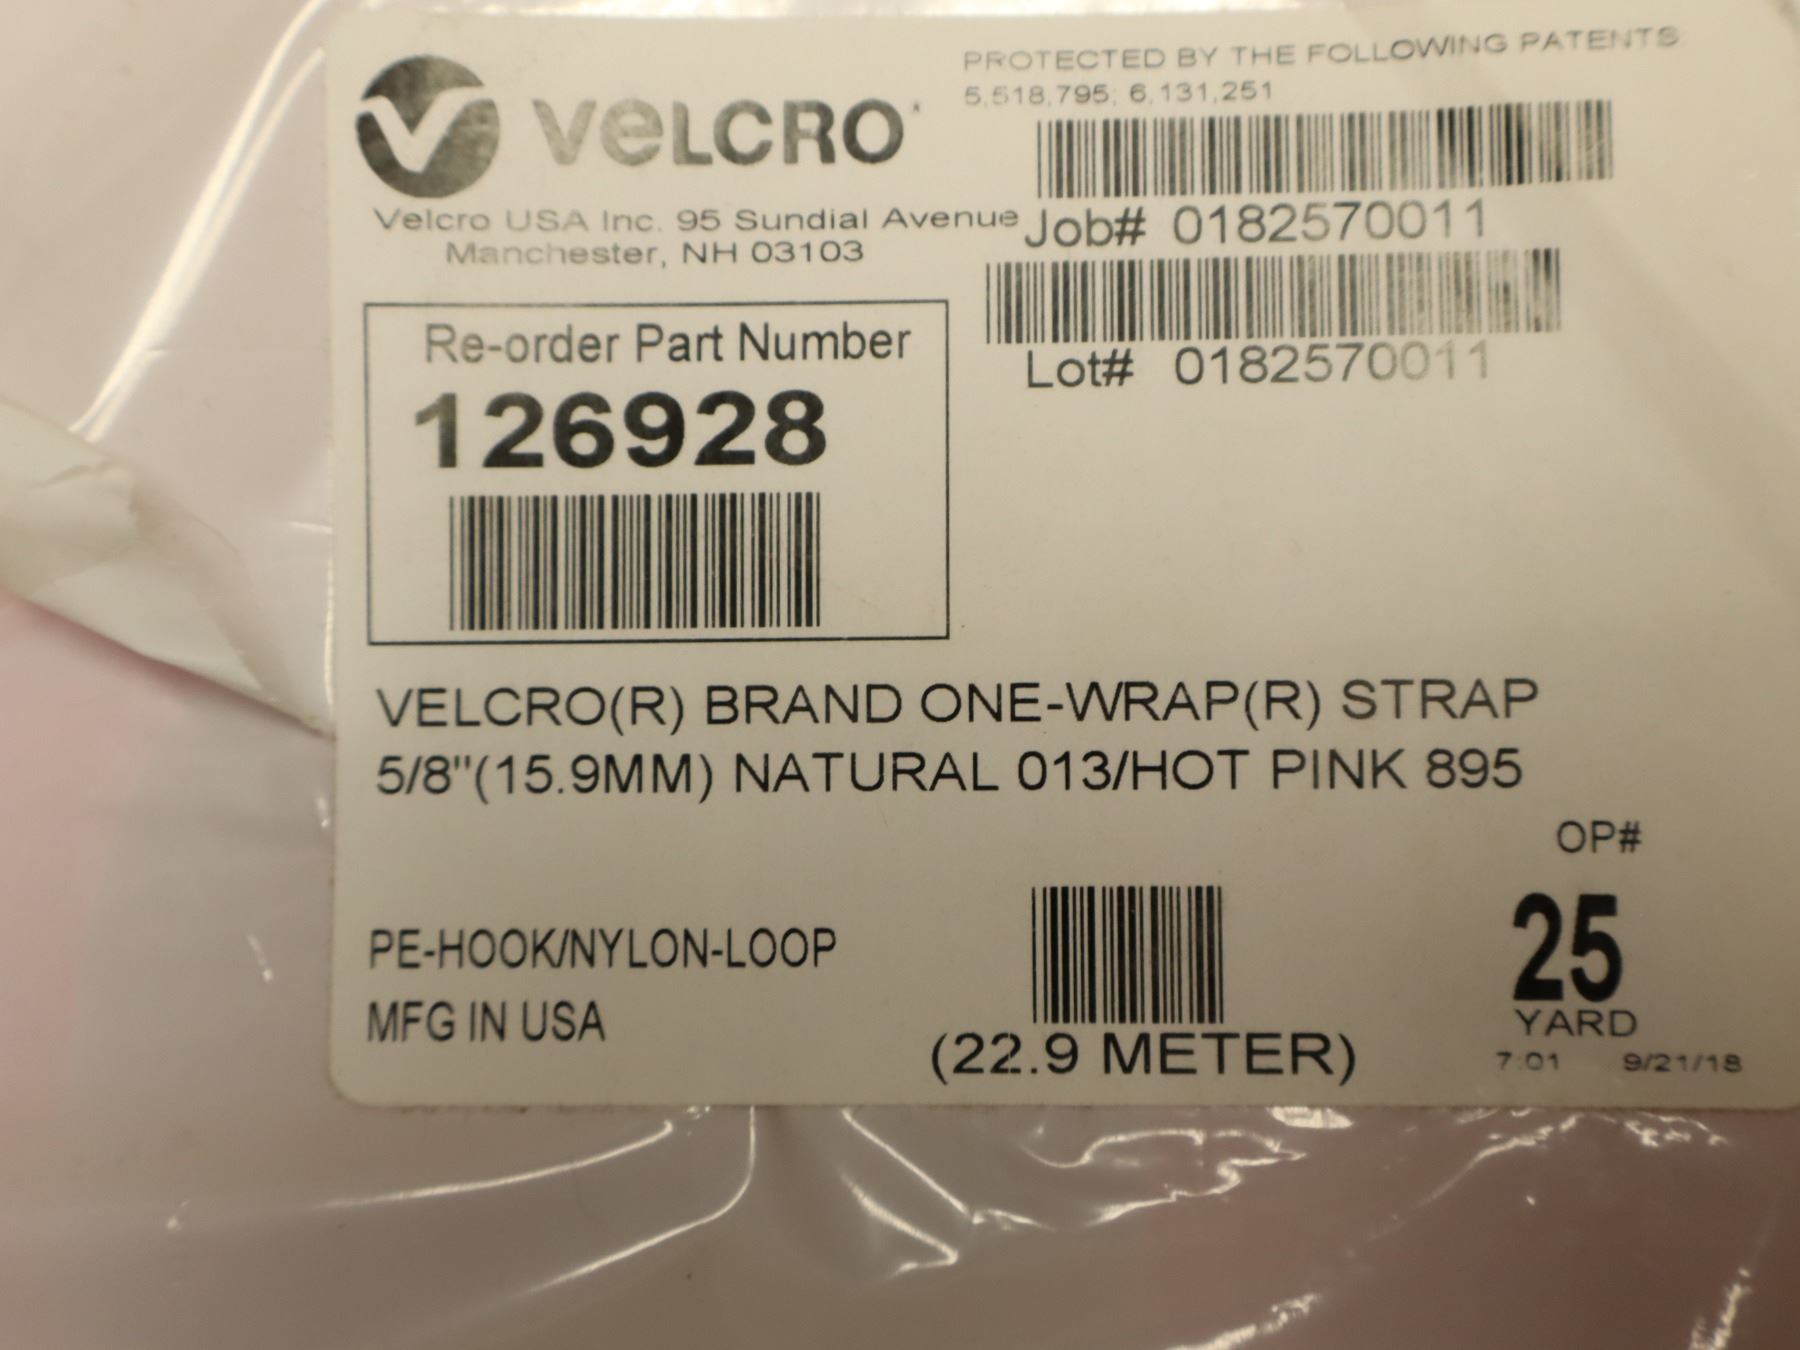 VELCRO
PROTECTED BY THE FOLLOWING PATENTS:
5,518,795; 6,131,251
Velcro USA Inc. 95 Sundial Avenue
Manchester, NH 03103
Job# 0182570011
Lot# 0182570011
Re-order Part Number
126928
VELCRO(R) BRAND ONE-WRAP(R) STRAP
5/8"(15.9MM) NATURAL 013/HOT PINK 895
OP#
PE-HOOK/NYLON-LOOP
25
YARD
MFG IN USA
(22.9 METER)
7:01 9/21/18